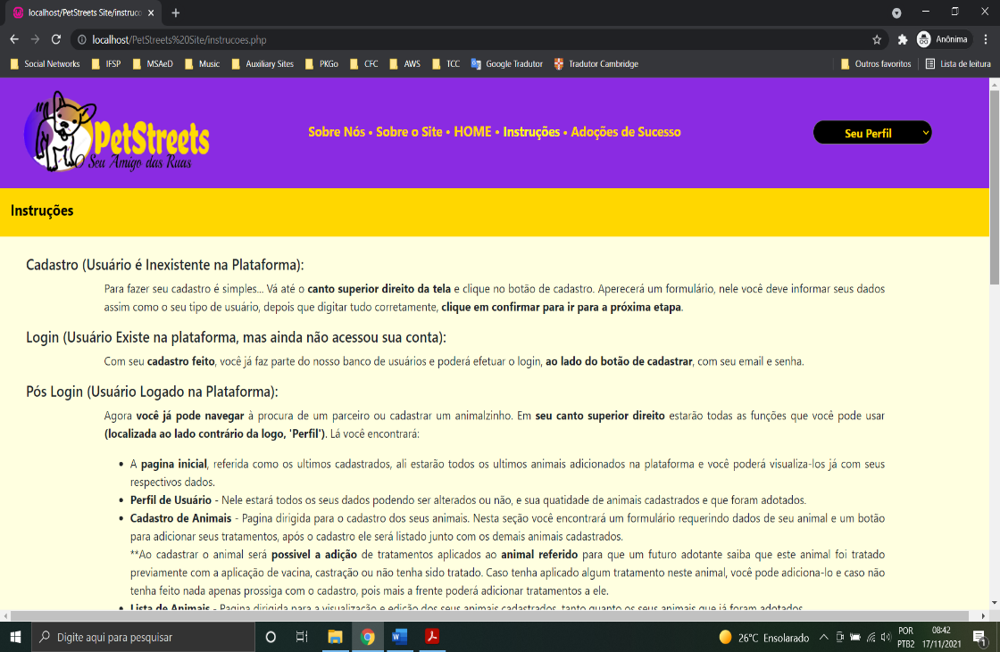 localhost/PetStreets Site/instruco
localhost/PetStreets%20Site/instrucoes.php
Anônima
Social Networks
IFSP
MSAeD
Music
Auxiliary Sites
PKGo
CFC
AWS
TCC
Google Tradutor
Tradutor Cambridge
Outros favoritos
Lista de leitura
PetStreets
Seu Amigo das Ruas
Sobre Nós • Sobre o Site • HOME • Instruções • Adoções de Sucesso
Seu Perfil
Instruções
Cadastro (Usuário é Inexistente na Plataforma):
Para fazer seu cadastro é simples... Vá até o canto superior direito da tela e clique no botão de cadastro. Aperecerá um formulário, nele você deve informar seus dados
assim como o seu tipo de usuário, depois que digitar tudo corretamente, clique em confirmar para ir para a próxima etapa.
Login (Usuário Existe na plataforma, mas ainda não acessou sua conta):
Com seu cadastro feito, você já faz parte do nosso banco de usuários e poderá efetuar o login, ao lado do botão de cadastrar, com seu email e senha.
Pós Login (Usuário Logado na Plataforma):
Agora você já pode navegar à procura de um parceiro ou cadastrar um animalzinho. Em seu canto superior direito estarão todas as funções que você pode usar
(localizada ao lado contrário da logo, 'Perfil'). Lá você encontrará:
• A pagina inicial, referida como os ultimos cadastrados, ali estarão todos os ultimos animais adicionados na plataforma e você poderá visualiza-los já com seus
respectivos dados.
• Perfil de Usuário - Nele estará todos os seus dados podendo ser alterados ou não, e sua quatidade de animais cadastrados e que foram adotados.
• Cadastro de Animais - Pagina dirigida para o cadastro dos seus animais. Nesta seção você encontrará um formulário requerindo dados de seu animal e um botão
para adicionar seus tratamentos, após o cadastro ele será listado junto com os demais animais cadastrados.
**Ao cadastrar o animal será possivel a adição de tratamentos aplicados ao animal referido para que um futuro adotante saiba que este animal foi tratado
previamente com a aplicação de vacina, castração ou não tenha sido tratado. Caso tenha aplicado algum tratamento neste animal, você pode adiciona-lo e caso não
tenha feito nada apenas prossiga com o cadastro, pois mais a frente poderá adicionar tratamentos a ele.
• Lista de Animais - Pagina dirigida para a visualização e edição dos seus animais cadastrados, tanto quanto os seus animais que já foram adotados.
Digite aqui para pesquisar
26°C Ensolarado
POR
PTB2
08:42
17/11/2021
1